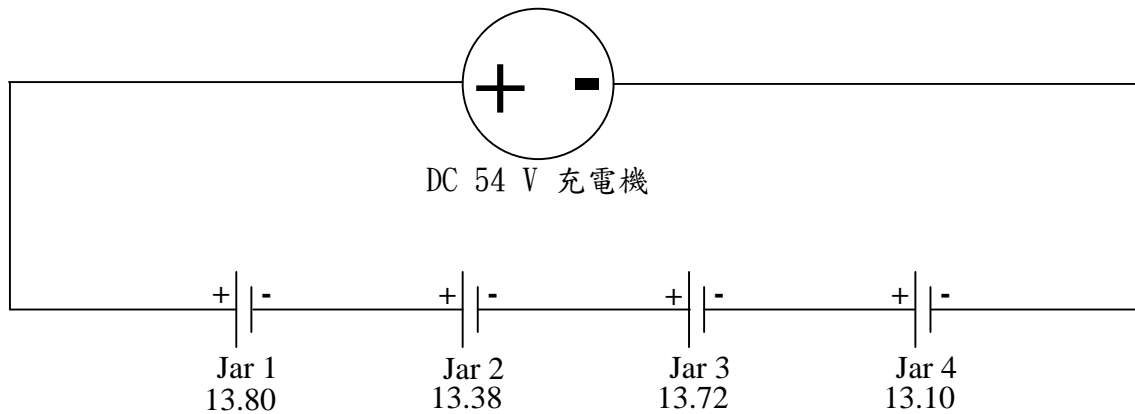 + -
DC 54 V 充電機
+ - + - + - + -
Jar 1 Jar 2 Jar 3 Jar 4
13.80 13.38 13.72 13.10